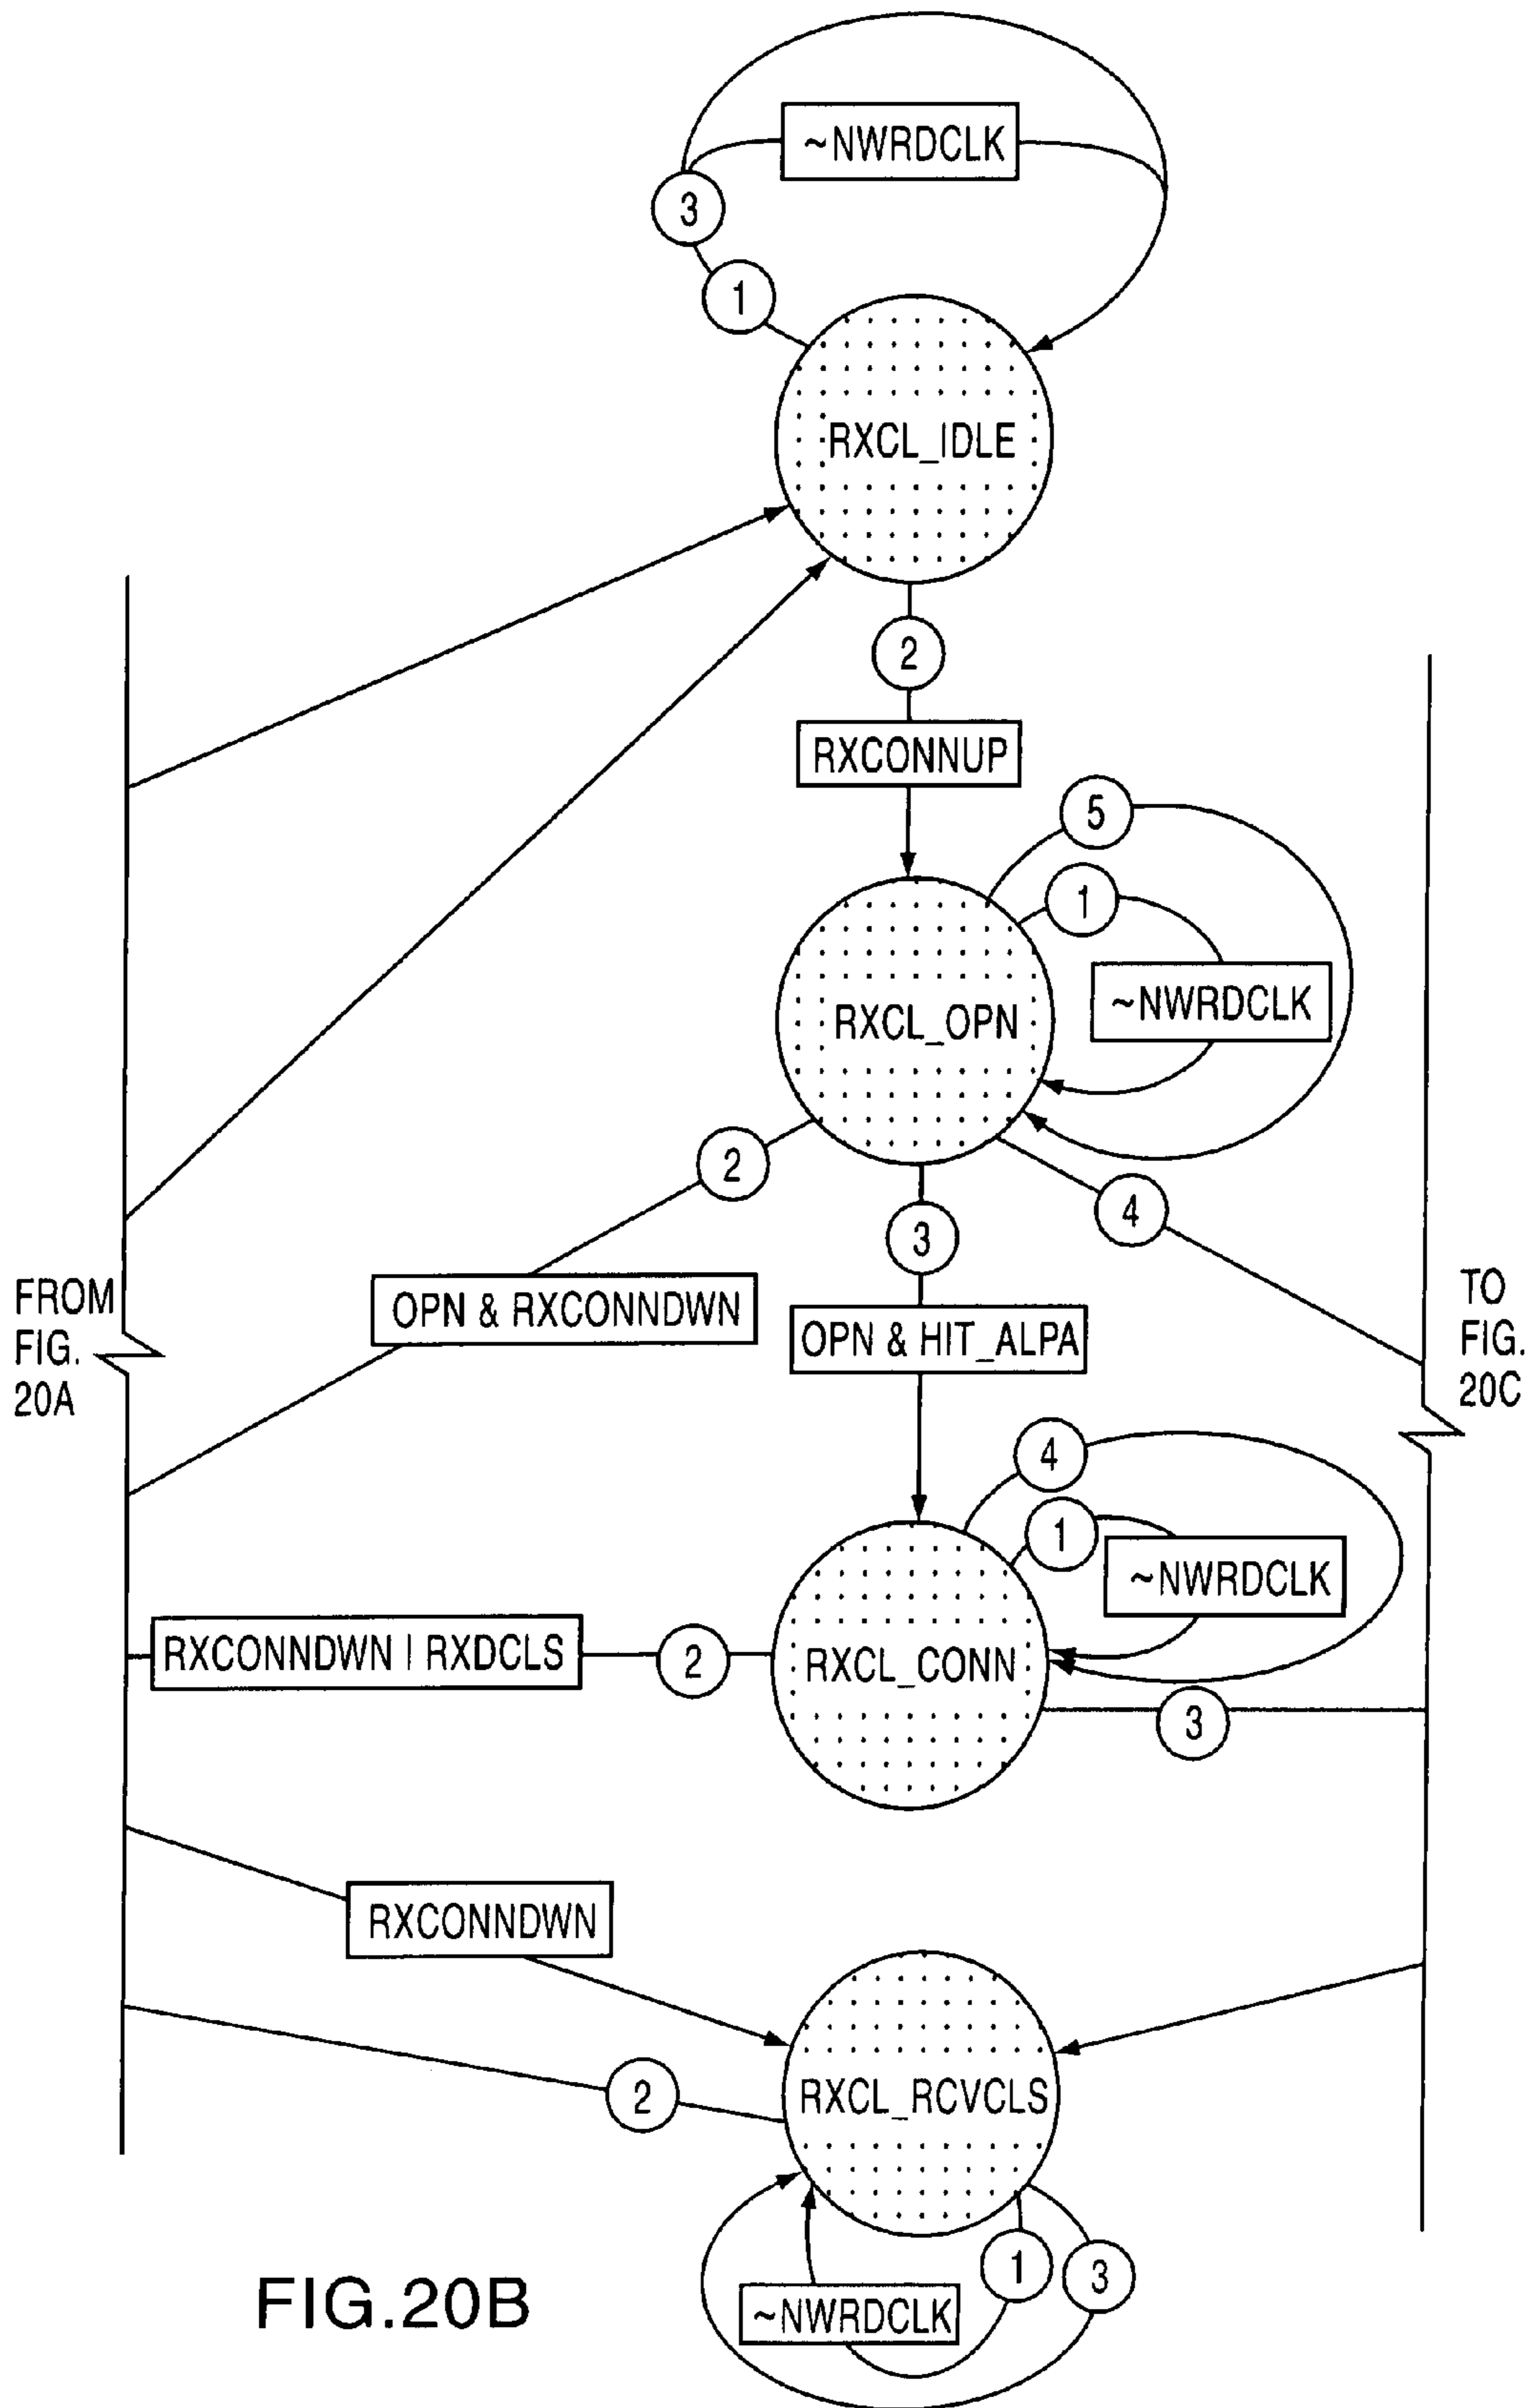 ~NWRDCLK
3
1
RXCL_IDLE
2
RXCONNUP
5
1
~NWRDCLK
RXCL_OPN
2
4
3
OPN & RXCONNDWN
OPN & HIT_ALPA
FROM
FIG.
20A
TO
FIG.
20C
4
1
~NWRDCLK
RXCONNDWN | RXDCLS
2
RXCL_CONN
3
RXCONNDWN
2
RXCL_RCVCLS
1
3
~NWRDCLK
FIG.20B